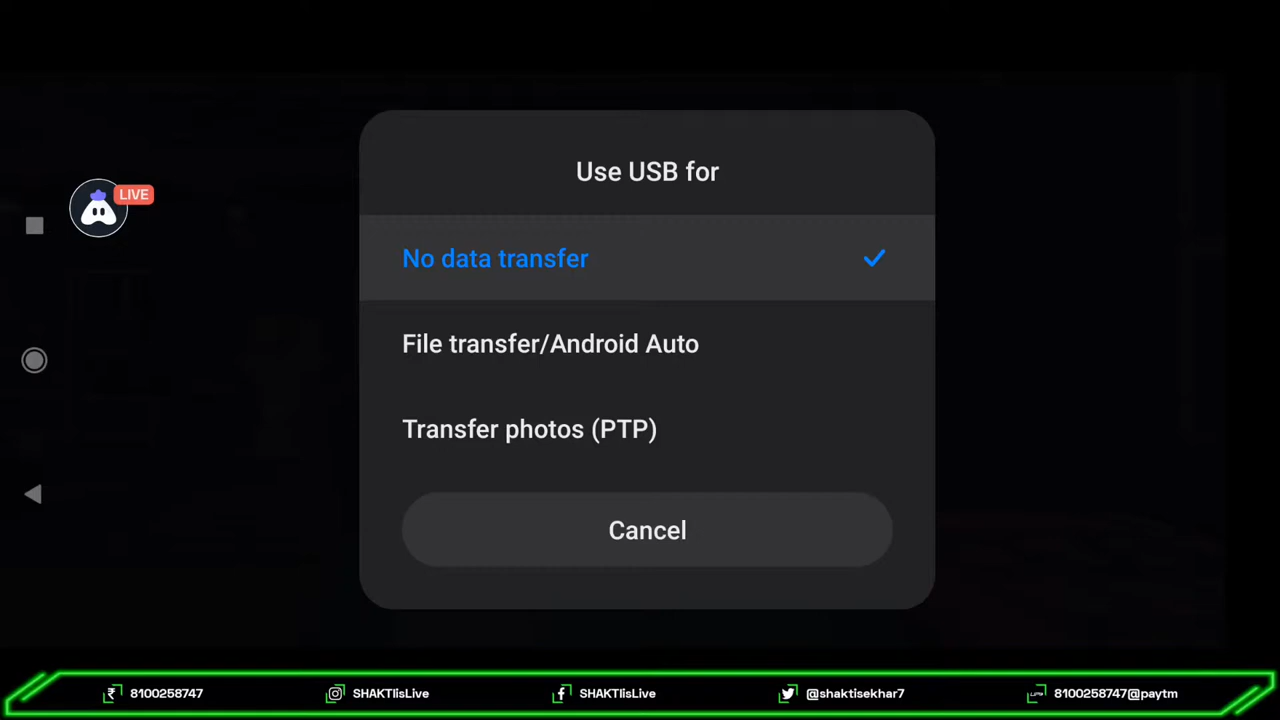 Use USB for
LIVE
No data transfer
File transfer/Android Auto
Transfer photos (PTP)
Cancel
₹ 8100258747 SHAKTIisLive SHAKTIisLive @shaktisekhar7 8100258747@paytm